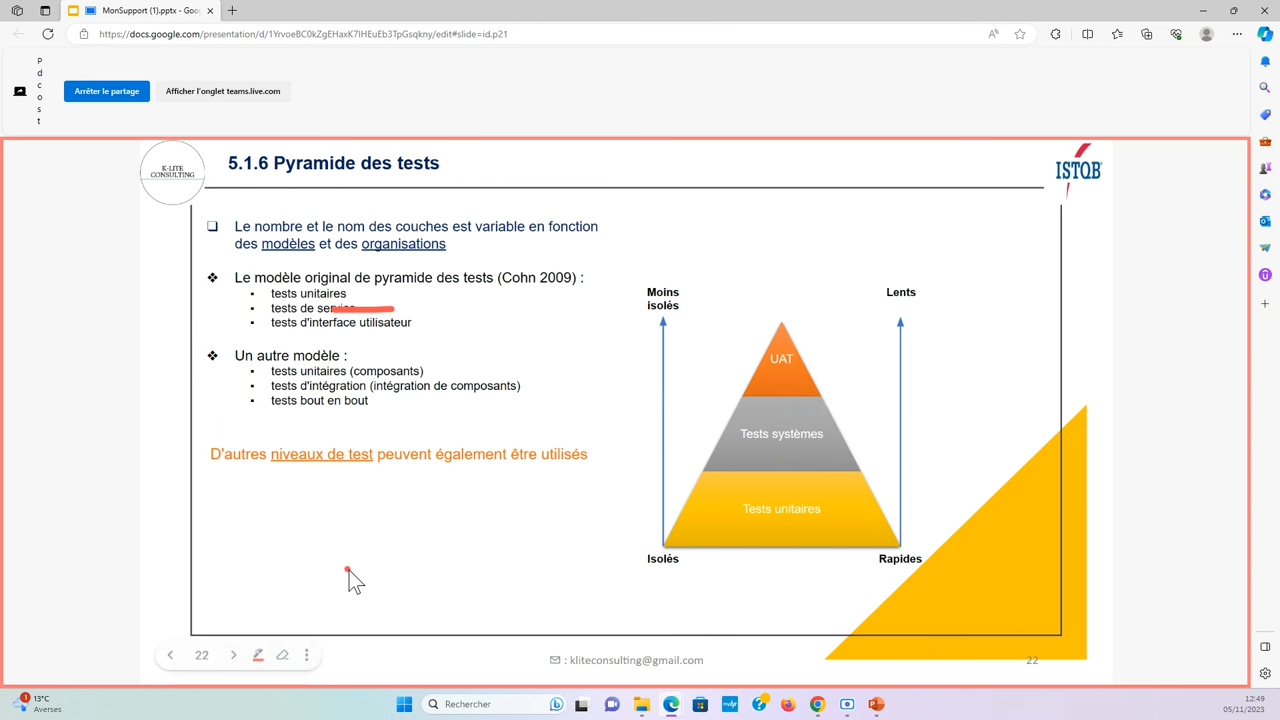 MonSupport (1).pptx - Goo
https://docs.google.com/presentation/d/1YrvoeBC0kZgEHaxK7IHEuEb3TpGsqkny/edit#slide=id.p21
P
d
c
o
s
t
Arrêter le partage
Afficher l'onglet teams.live.com
K-LITE
CONSULTING
5.1.6 Pyramide des tests
ISTQB®
Le nombre et le nom des couches est variable en fonction
des modèles et des organisations
Le modèle original de pyramide des tests (Cohn 2009) :
tests unitaires
tests de service
tests d'interface utilisateur
Un autre modèle :
tests unitaires (composants)
tests d'intégration (intégration de composants)
tests bout en bout
D'autres niveaux de test peuvent également être utilisés
Moins
isolés
Lents
UAT
Tests systèmes
Tests unitaires
Isolés
Rapides
22
: kliteconsulting@gmail.com
22
1
13°C
Averses
Rechercher
12:49
05/11/2023